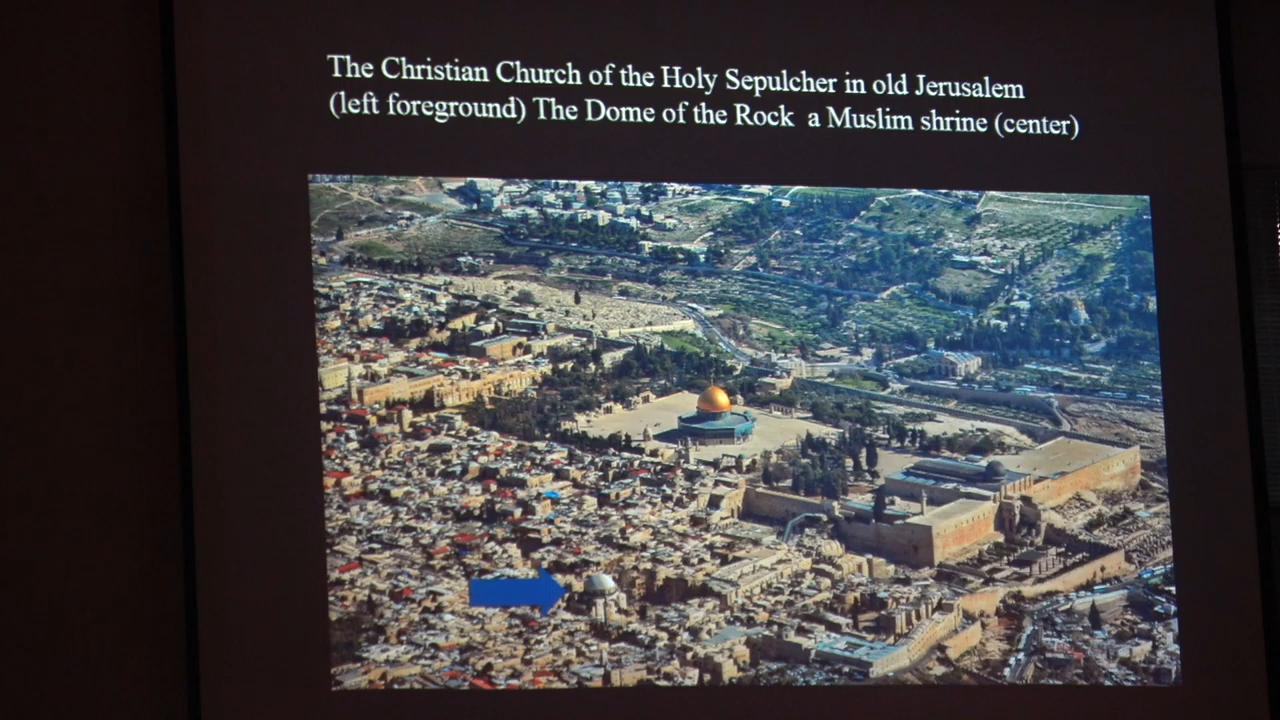 The Christian Church of the Holy Sepulcher in old Jerusalem
(left foreground) The Dome of the Rock  a Muslim shrine (center)